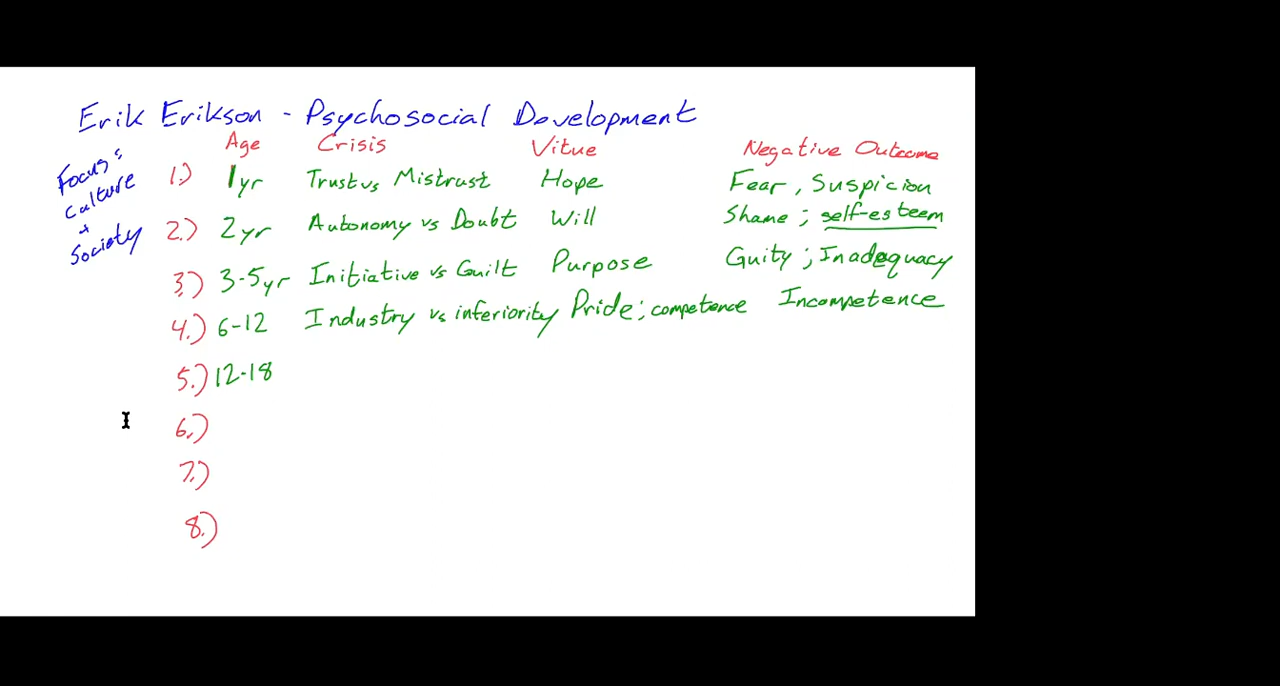 Erik Erikson - Psychosocial Development
Age Crisis Vitue Negative Outcome
Focus:
Culture
+
Society
1.) 1yr Trust vs Mistrust Hope Fear, Suspicion
2.) 2yr Autonomy vs Doubt Will Shame; self-esteem
3.) 3-5yr Initiative vs Guilt Purpose Guity; Inadequacy
4.) 6-12 Industry vs inferiority Pride; competence Incompetence
5.) 12-18
6.)
7.)
8.)